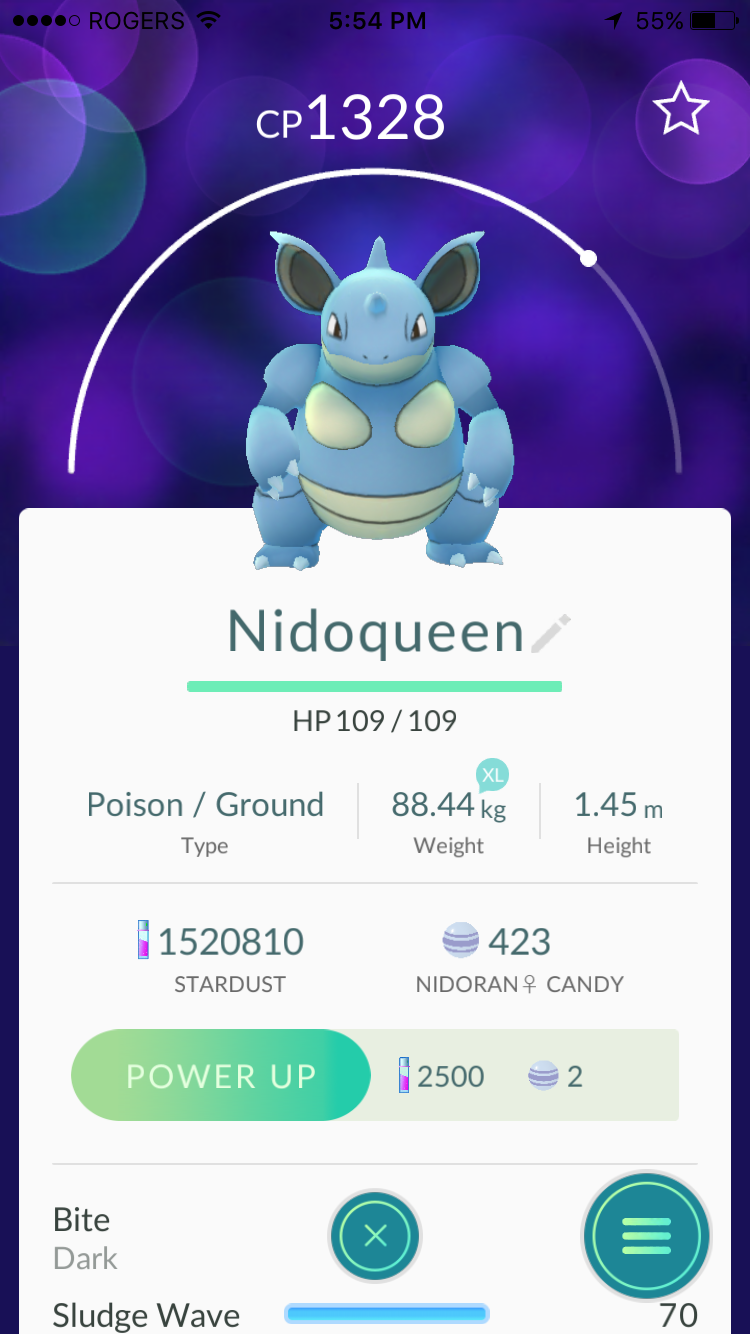 ROGERS 5:54 PM 55%
CP1328
Nidoqueen
HP 109 / 109
XL
Poison / Ground 88.44 kg 1.45 m
Type Weight Height
1520810 423
STARDUST NIDORAN♀ CANDY
POWER UP 2500 2
Bite
Dark
Sludge Wave 70